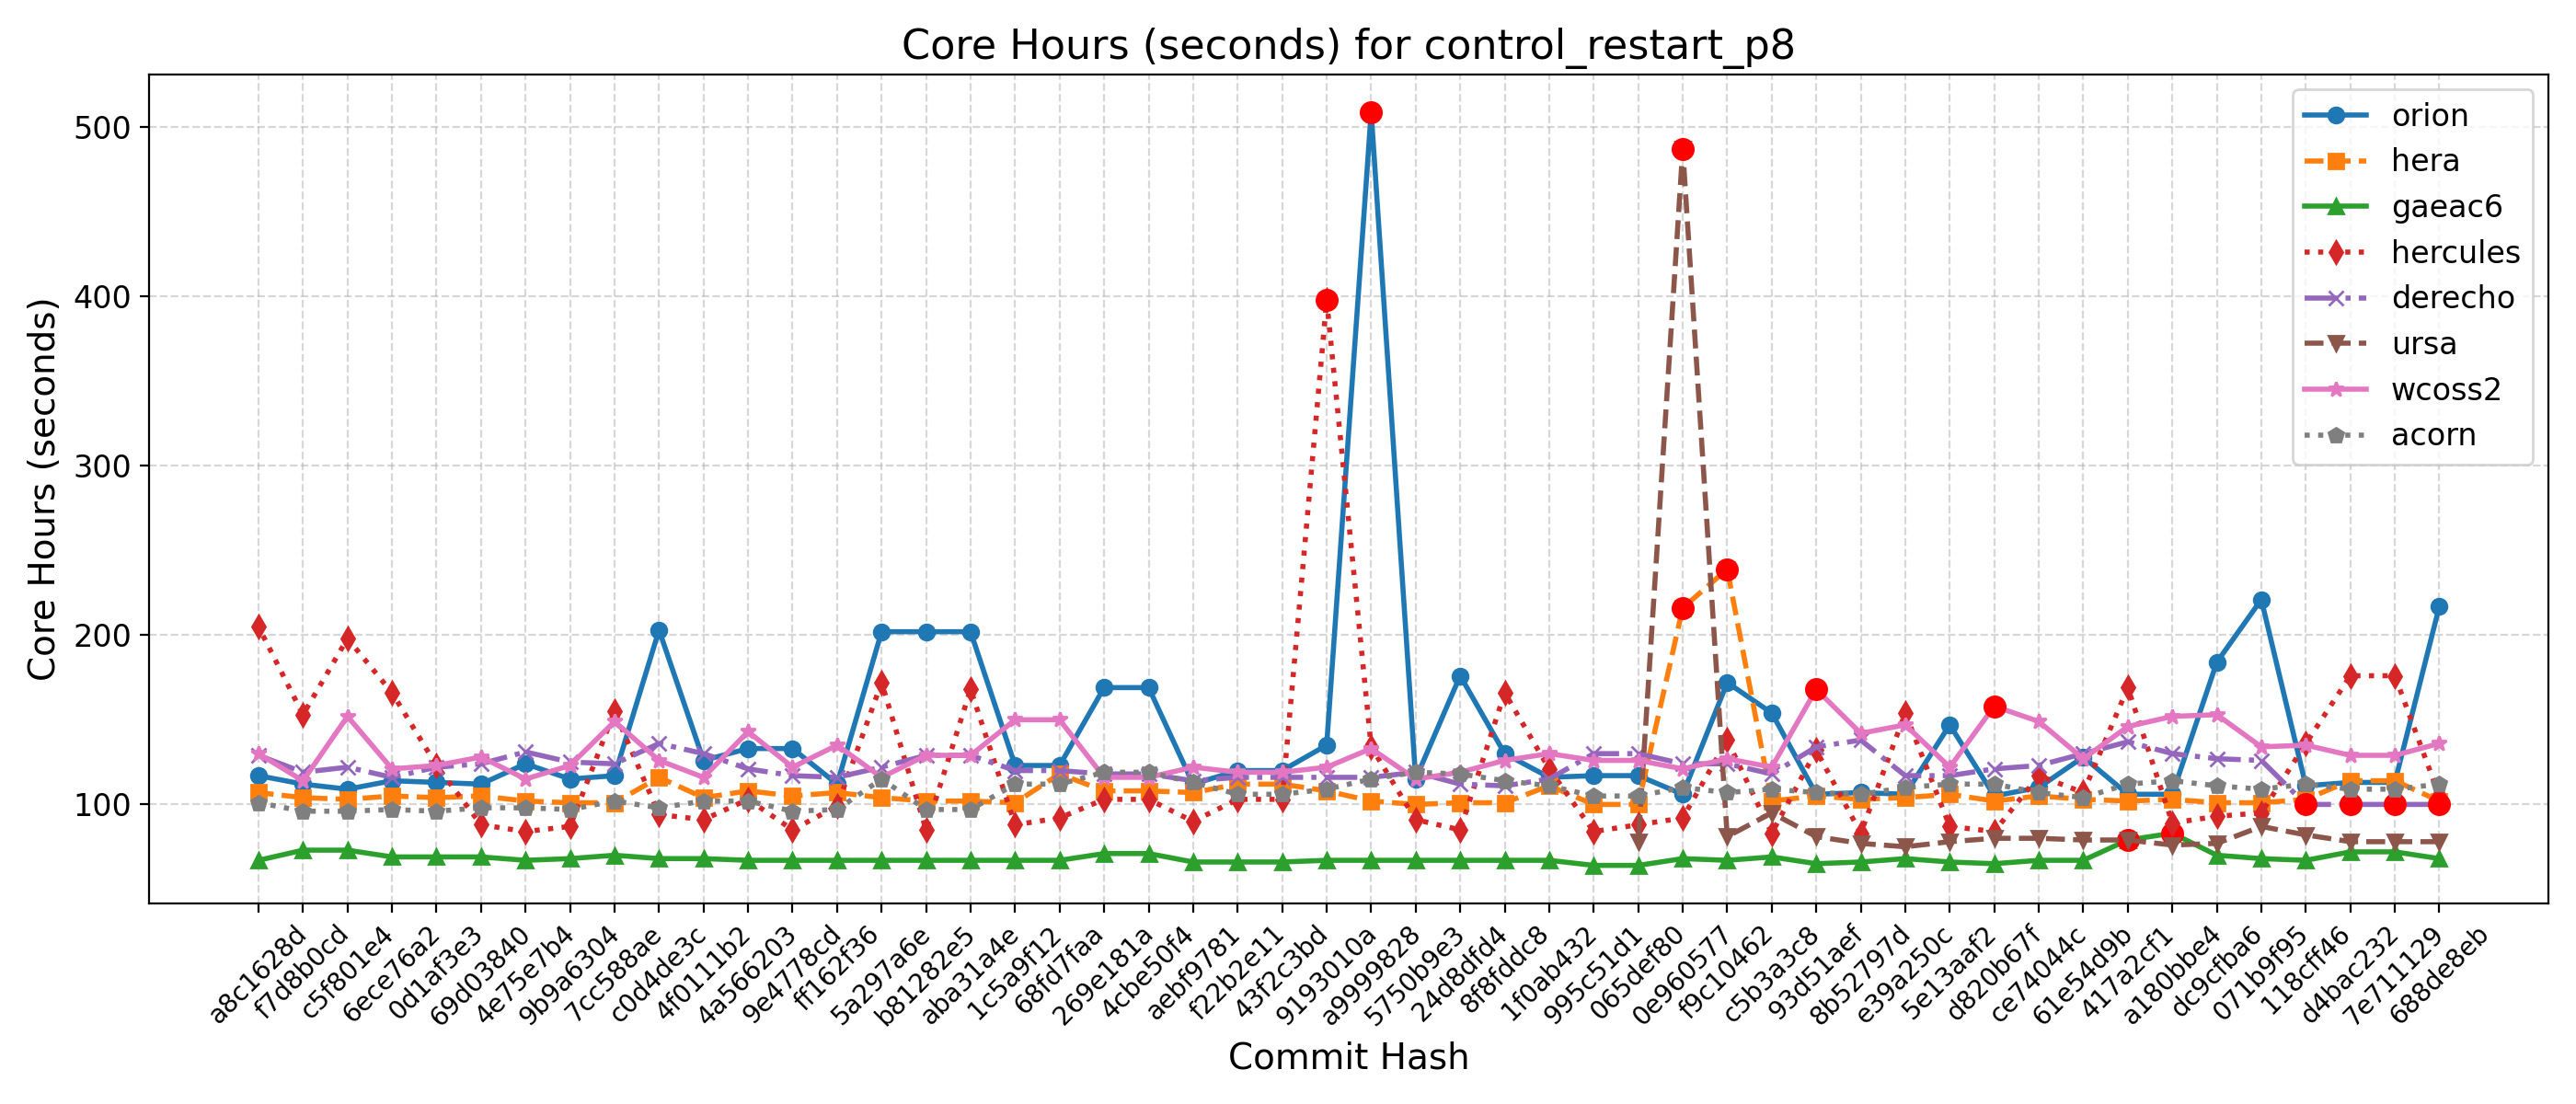 Core Hours (seconds) for control_restart_p8
Core Hours (seconds)
500
400
300
200
100
orion
hera
gaeac6
hercules
derecho
ursa
wcoss2
acorn
a8c1628d
f7d8b0cd
c5f801e4
6ece76a2
0d1af3e3
69d03840
4e75e7b4
9b9a6304
7cc588ae
c0d4de3c
4f0111b2
4a566203
9e4778cd
ff162f36
5a297a6e
b81282e5
aba31a4e
1c5a9f12
68fd7faa
269e181a
4cbe50f4
aebf9781
f22b2e11
43f2c3bd
9193010a
a9999828
5750b9e3
24d8dfd4
8f8fddc8
1f0ab432
995c51d1
065def80
0e960577
f9c10462
c5b3a3c8
93d51aef
8b52797d
e39a250c
5e13aaf2
d820b67f
ce74044c
61e54d9b
417a2cf1
a180bbe4
dc9cfba6
071b9f95
118cff46
d4bac232
7e711129
688de8eb
Commit Hash